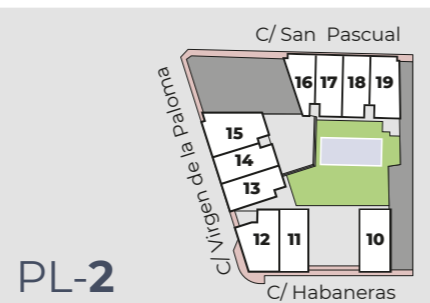 C/ San Pascual
16 17 18 19
C/ Virgen de la Paloma
15
14
13
12 11 10
PL-2
C/ Habaneras